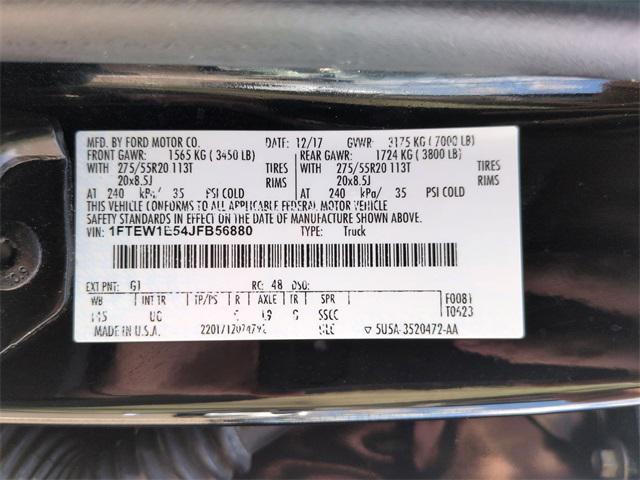 MFD. BY FORD MOTOR CO. DATE: 12/17 GVWR: 3175 KG ( 7000 LB)
FRONT GAWR: 1565 KG ( 3450 LB) REAR GAWR: 1724 KG ( 3800 LB)
WITH 275/55R20 113T TIRES WITH 275/55R20 113T TIRES
20x8.5J RIMS 20x8.5J RIMS
AT 240 kPa/ 35 PSI COLD AT 240 kPa/ 35 PSI COLD
THIS VEHICLE CONFORMS TO ALL APPLICABLE FEDERAL MOTOR VEHICLE
SAFETY STANDARDS IN EFFECT ON THE DATE OF MANUFACTURE SHOWN ABOVE.
VIN: 1FTEW1E54JFB56880 TYPE: Truck
EXT PNT: G1 RC: 48 DSO:
WB INT TR TP/PS R AXLE TR SPR F0081
145 UG 19 SSCC T0523
MADE IN U.S.A. ▽ 5U5A-3520472-AA